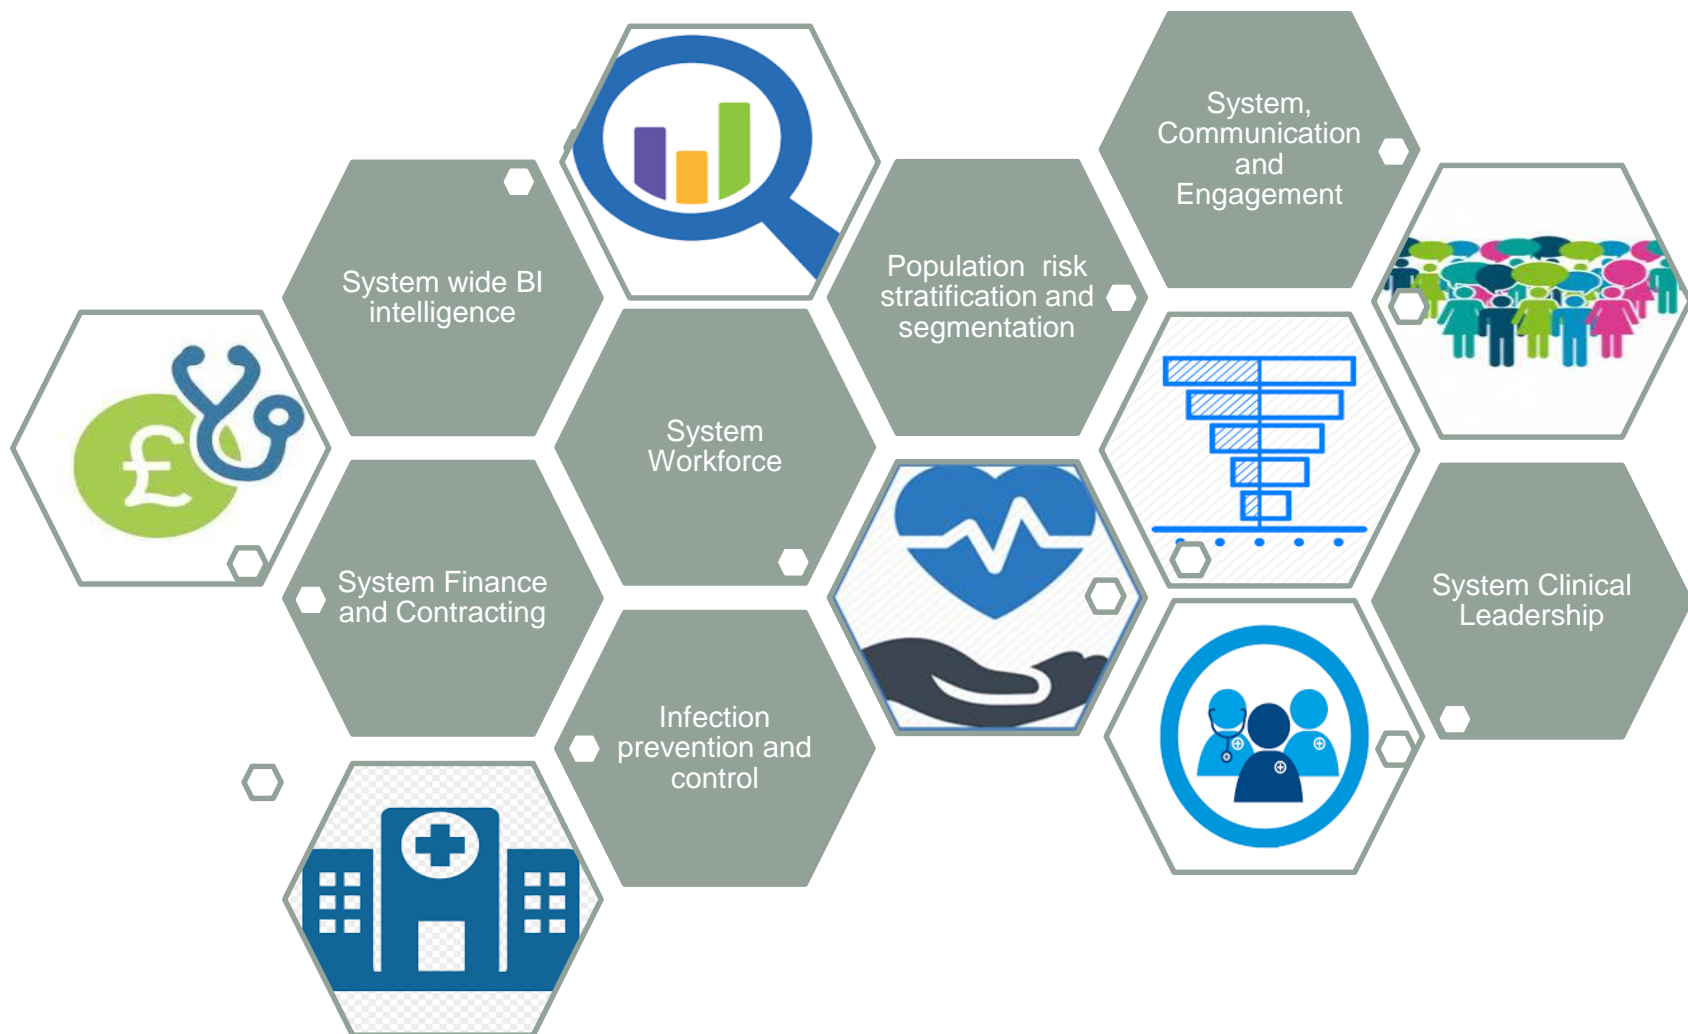 System,
Communication
and
Engagement
System wide BI
intelligence
Population risk
stratification and
segmentation
System
Workforce
£
System Finance
and Contracting
System Clinical
Leadership
Infection
prevention and
control